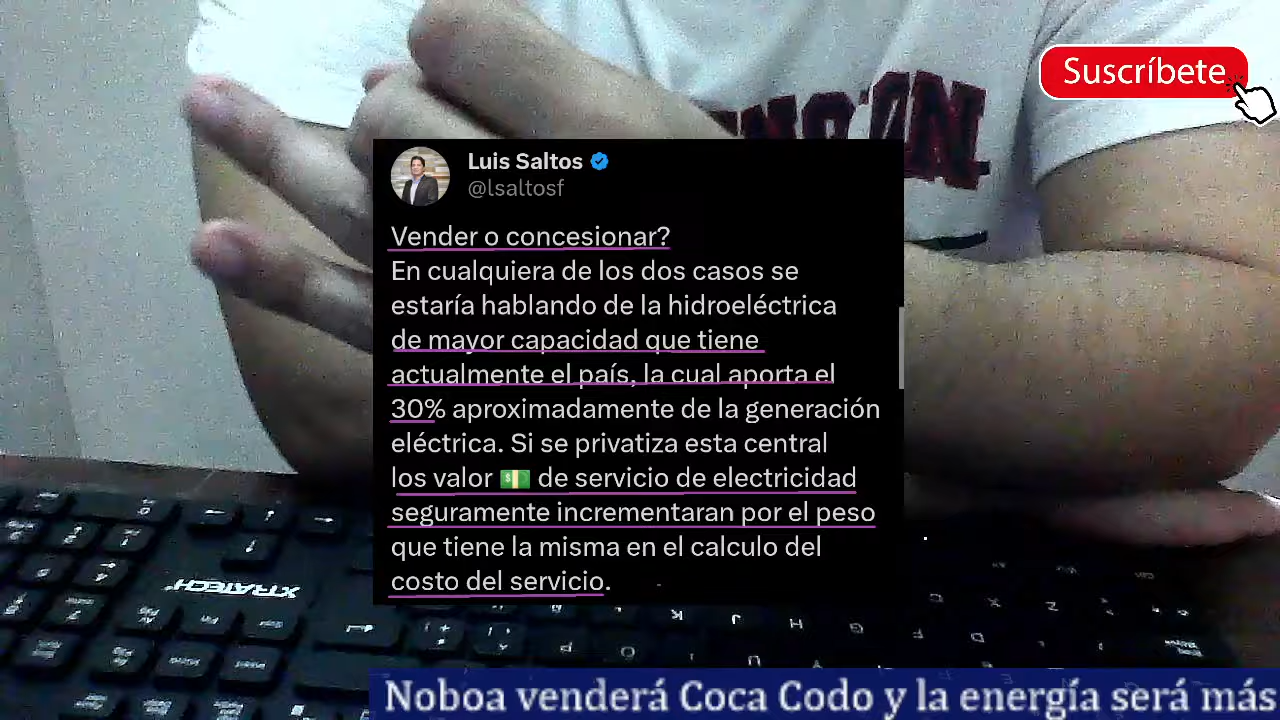 Suscríbete
Luis Saltos
@lsaltosf
Vender o concesionar?
En cualquiera de los dos casos se
estaría hablando de la hidroeléctrica
de mayor capacidad que tiene
actualmente el país, la cual aporta el
30% aproximadamente de la generación
eléctrica. Si se privatiza esta central
los valor 💵 de servicio de electricidad
seguramente incrementaran por el peso
que tiene la misma en el calculo del
costo del servicio.
XTRATECH
Noboa venderá Coca Codo y la energía será más